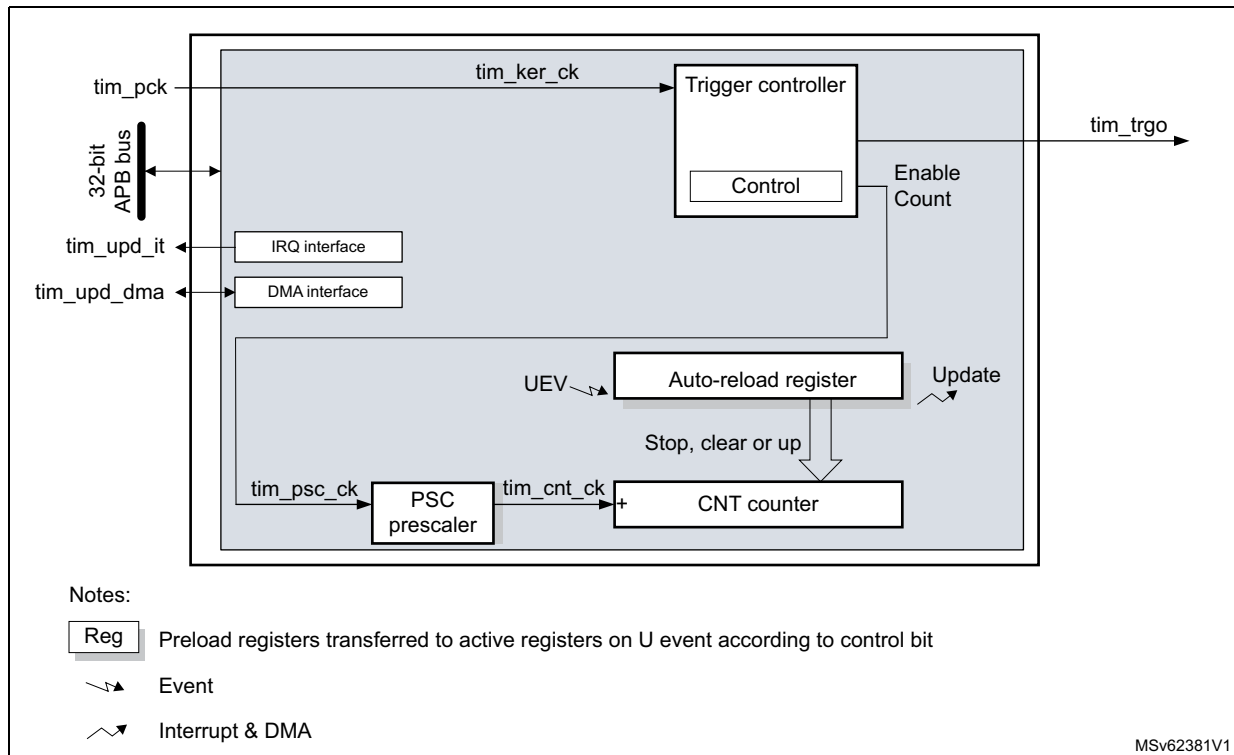 tim_pck
tim_ker_ck
Trigger controller
Control
tim_trgo
Enable
Count
32-bit
APB bus
tim_upd_it
IRQ interface
tim_upd_dma
DMA interface
UEV
Auto-reload register
Update
Stop, clear or up
tim_psc_ck
PSC
prescaler
tim_cnt_ck
+
CNT counter
Notes:
Reg Preload registers transferred to active registers on U event according to control bit
Event
Interrupt & DMA
MSv62381V1